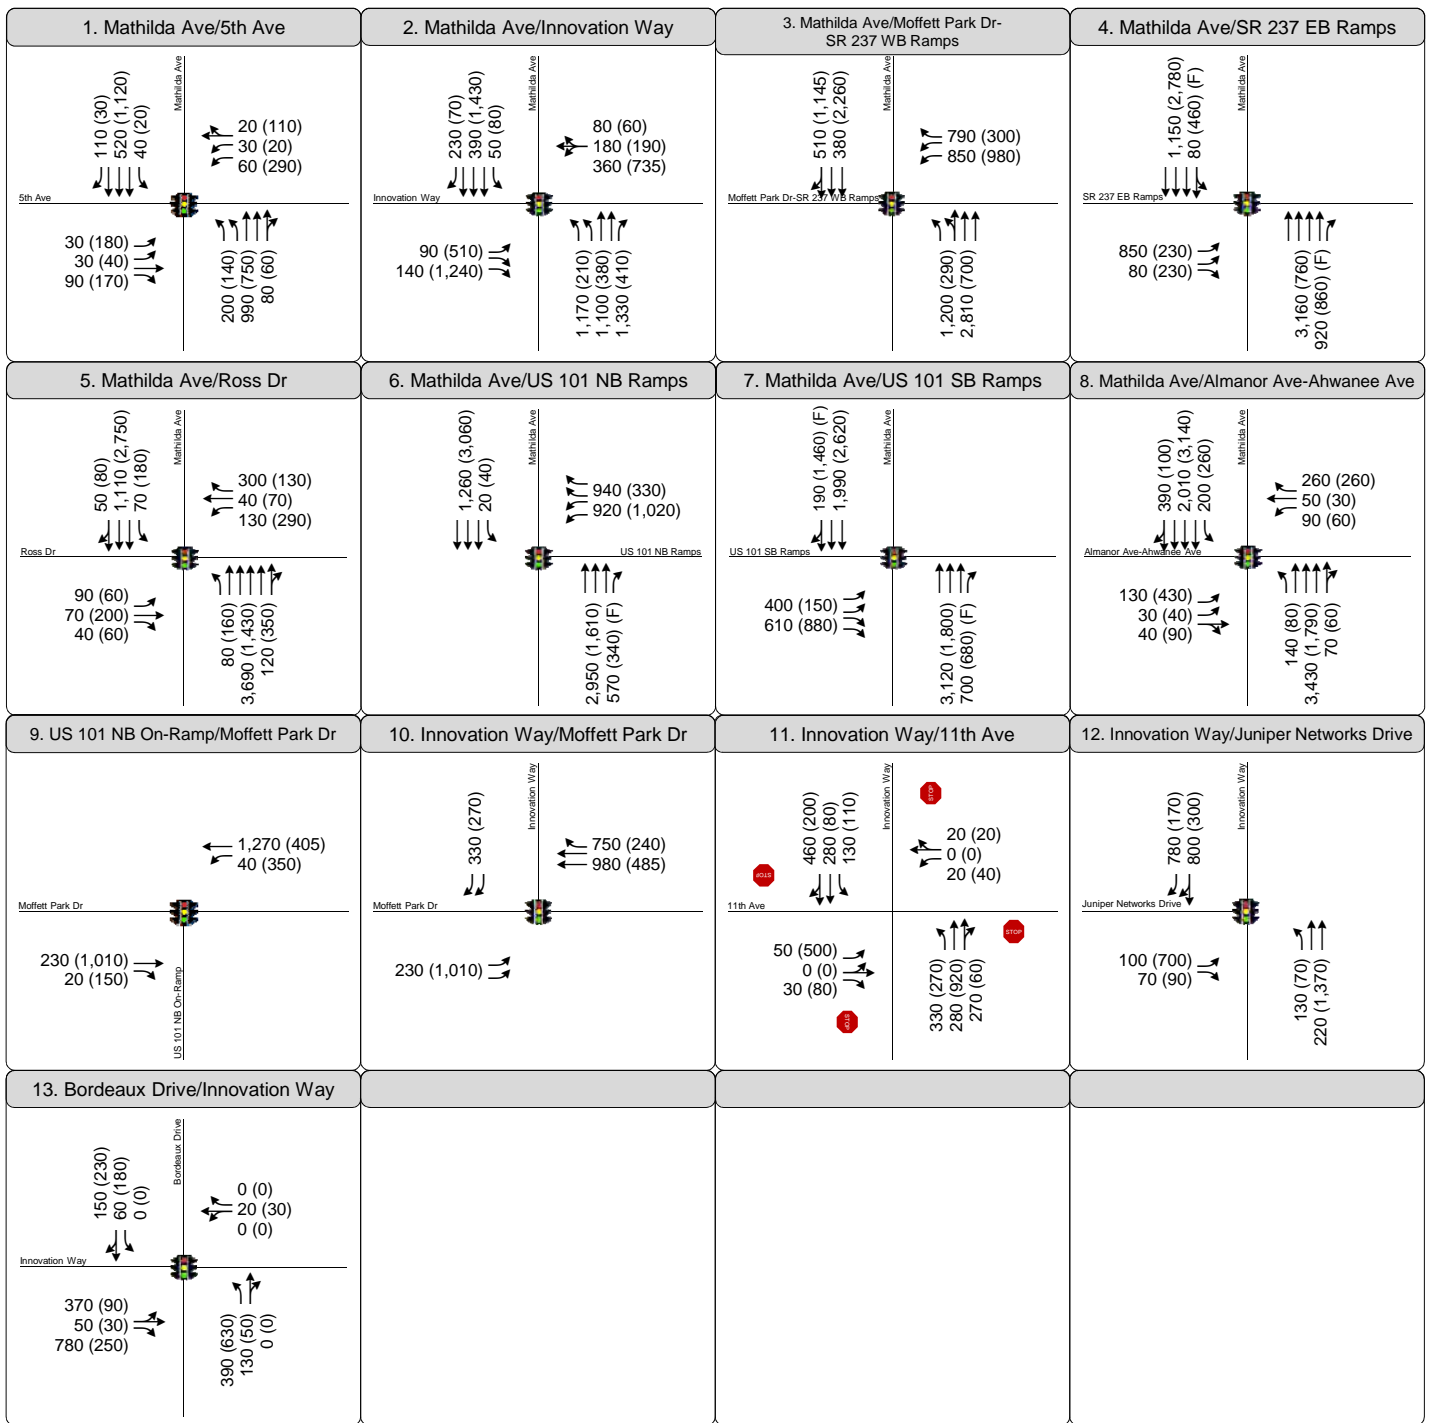 1. Mathilda Ave/5th Ave
Mathilda Ave
110 (30)
520 (1,120)
40 (20)
20 (110)
30 (20)
60 (290)
5th Ave
30 (180)
30 (40)
90 (170)
200 (140)
990 (750)
80 (60)
2. Mathilda Ave/Innovation Way
Mathilda Ave
230 (70)
390 (1,430)
50 (80)
80 (60)
180 (190)
360 (735)
Innovation Way
90 (510)
140 (1,240)
1,170 (210)
1,100 (380)
1,330 (410)
3. Mathilda Ave/Moffett Park Dr-
SR 237 WB Ramps
Mathilda Ave
510 (1,145)
380 (2,260)
790 (300)
850 (980)
Moffett Park Dr-SR 237 WB Ramps
1,200 (290)
2,810 (700)
4. Mathilda Ave/SR 237 EB Ramps
Mathilda Ave
1,150 (2,780)
80 (460) (F)
SR 237 EB Ramps
850 (230)
80 (230)
3,160 (760)
920 (860) (F)
5. Mathilda Ave/Ross Dr
Mathilda Ave
50 (80)
1,110 (2,750)
70 (180)
300 (130)
40 (70)
130 (290)
Ross Dr
90 (60)
70 (200)
40 (60)
80 (160)
3,690 (1,430)
120 (350)
6. Mathilda Ave/US 101 NB Ramps
Mathilda Ave
1,260 (3,060)
20 (40)
940 (330)
920 (1,020)
US 101 NB Ramps
2,950 (1,610)
570 (340) (F)
7. Mathilda Ave/US 101 SB Ramps
Mathilda Ave
190 (1,460) (F)
1,990 (2,620)
US 101 SB Ramps
400 (150)
610 (880)
3,120 (1,800)
700 (680) (F)
8. Mathilda Ave/Almanor Ave-Ahwanee Ave
Mathilda Ave
390 (100)
2,010 (3,140)
200 (260)
260 (260)
50 (30)
90 (60)
Almanor Ave-Ahwanee Ave
130 (430)
30 (40)
40 (90)
140 (80)
3,430 (1,790)
70 (60)
9. US 101 NB On-Ramp/Moffett Park Dr
1,270 (405)
40 (350)
Moffett Park Dr
230 (1,010)
20 (150)
US 101 NB On-Ramp
10. Innovation Way/Moffett Park Dr
Innovation Way
330 (270)
750 (240)
980 (485)
Moffett Park Dr
230 (1,010)
11. Innovation Way/11th Ave
Innovation Way
460 (200)
280 (80)
130 (110)
STOP
20 (20)
0 (0)
20 (40)
STOP
11th Ave
STOP
50 (500)
0 (0)
30 (80)
STOP
330 (270)
280 (920)
270 (60)
12. Innovation Way/Juniper Networks Drive
Innovation Way
780 (170)
800 (300)
Juniper Networks Drive
100 (700)
70 (90)
130 (70)
220 (1,370)
13. Bordeaux Drive/Innovation Way
Bordeaux Drive
150 (230)
60 (180)
0 (0)
0 (0)
20 (30)
0 (0)
Innovation Way
370 (90)
50 (30)
780 (250)
390 (630)
130 (50)
0 (0)